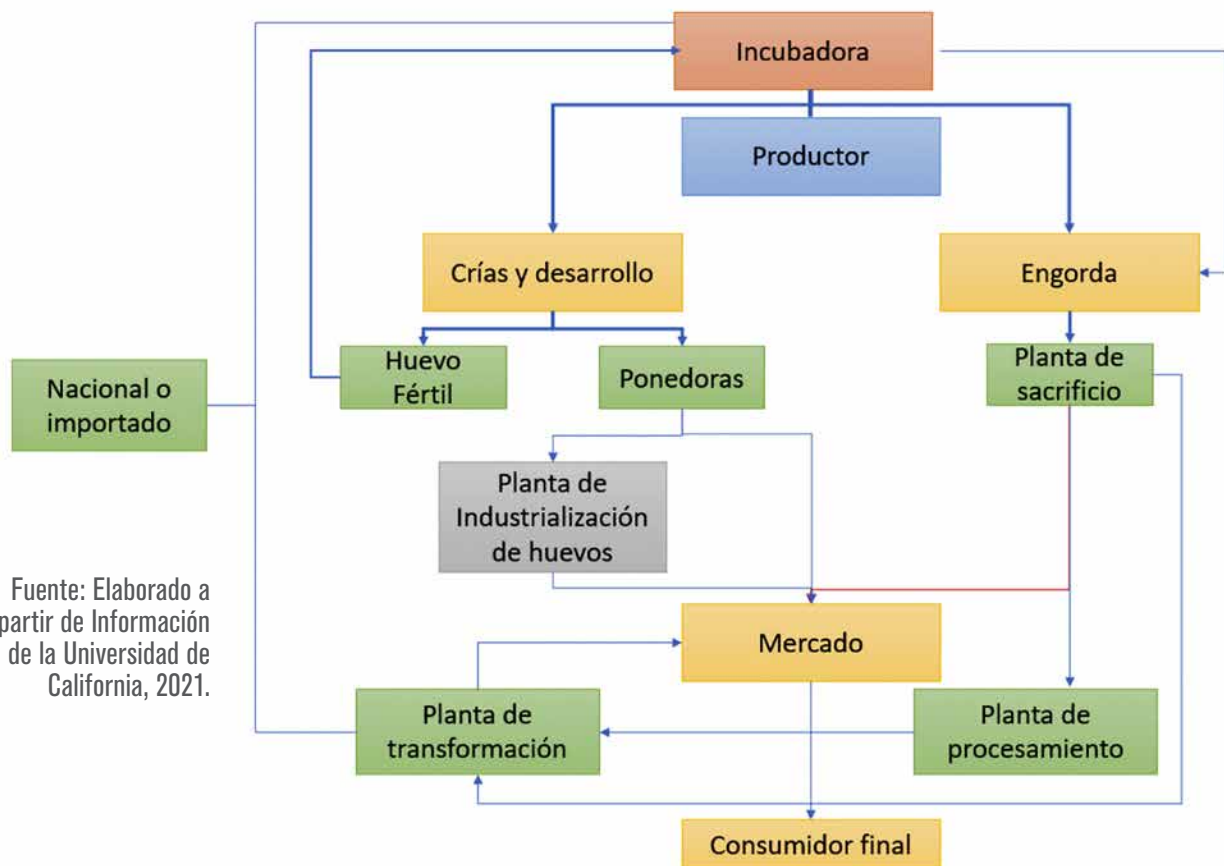 Incubadora
Productor
Crías y desarrollo
Engorda
Huevo
Fértil
Ponedoras
Planta de
sacrificio
Nacional o
importado
Planta de
Industrialización
de huevos
Fuente: Elaborado a
partir de Información
de la Universidad de
California, 2021.
Mercado
Planta de
transformación
Planta de
procesamiento
Consumidor final